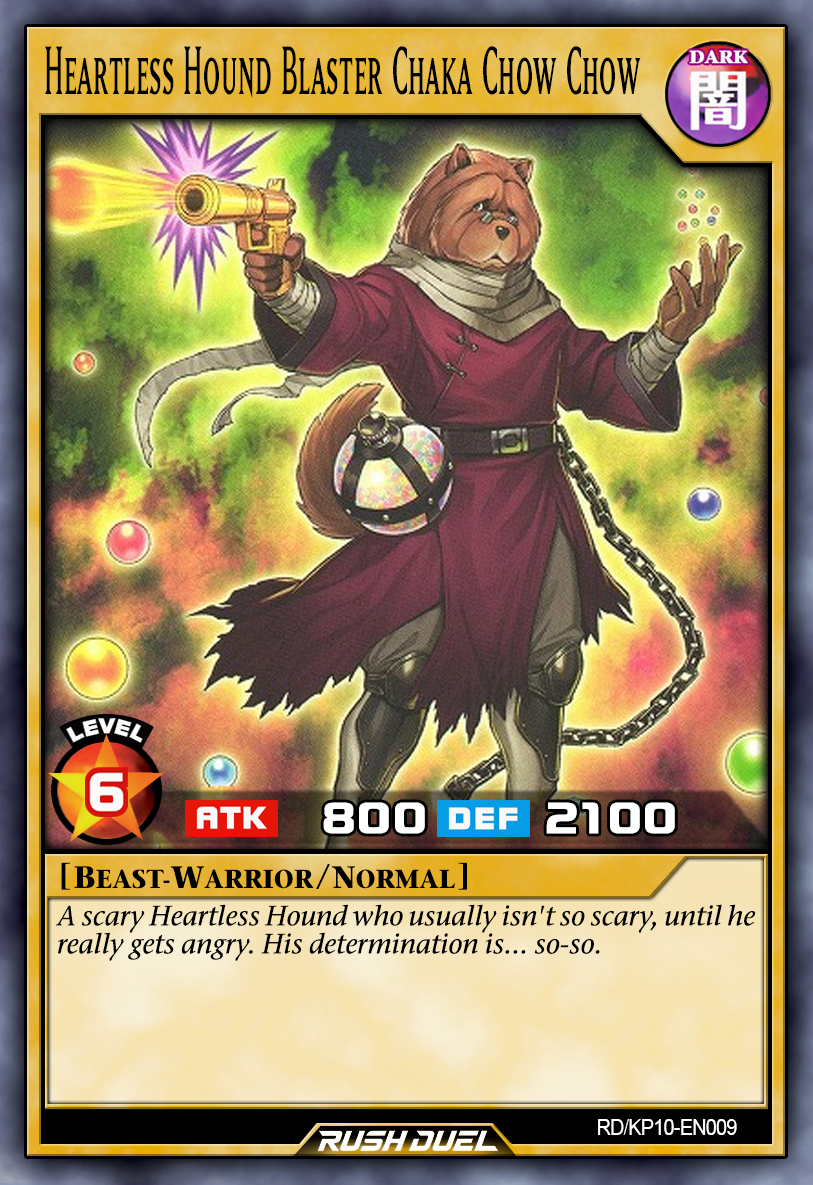 Heartless Hound Blaster Chaka Chow Chow
DARK
闇
LEVEL
6
ATK 800 DEF 2100
[Beast-Warrior/Normal]
A scary Heartless Hound who usually isn't so scary, until he
really gets angry. His determination is... so-so.
RD/KP10-EN009
RUSH DUEL